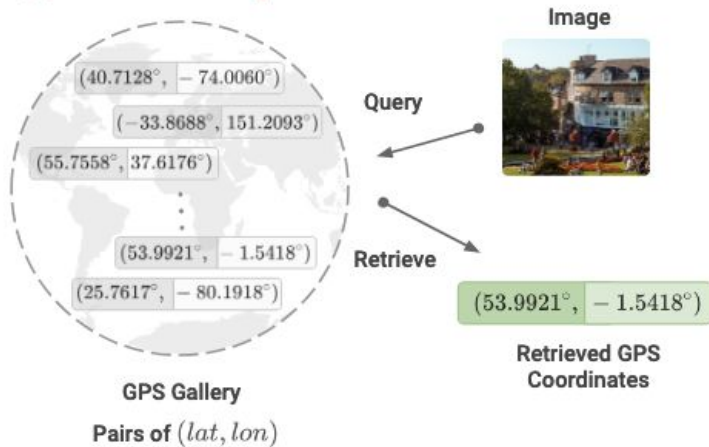 Image
(40.7128°, − 74.0060°)
Query
(−33.8688°, 151.2093°)
(55.7558°, 37.6176°)
(53.9921°, − 1.5418°)
Retrieve
(25.7617°, − 80.1918°)
(53.9921°, − 1.5418°)
Retrieved GPS
Coordinates
GPS Gallery
Pairs of (lat, lon)